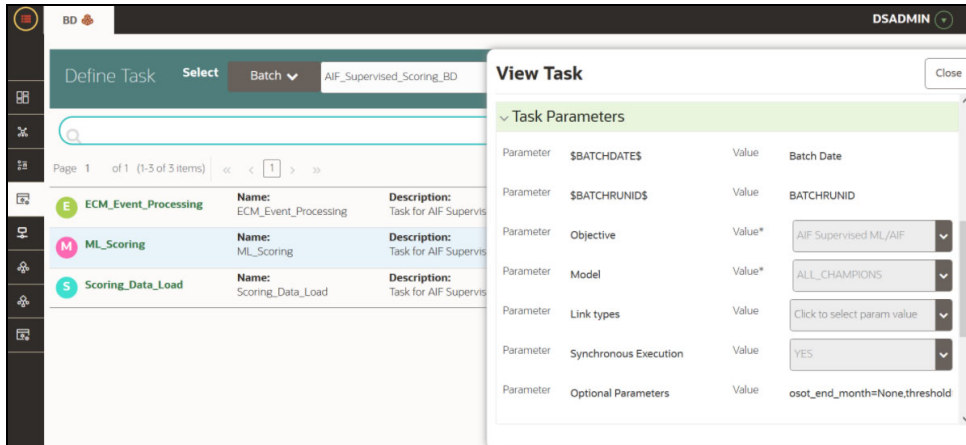 BD
DSADMIN
Define Task Select Batch AIF_Supervised_Scoring_BD
Page 1 of 1 (1-3 of 3 items) « < 1 > »
E ECM_Event_Processing Name: Description:
ECM_Event_Processing Task for AIF Supervis
M ML_Scoring Name: Description:
ML_Scoring Task for AIF Supervis
S Scoring_Data_Load Name: Description:
Scoring_Data_Load Task for AIF Supervis
View Task Close
Task Parameters
Parameter $BATCHDATE$ Value Batch Date
Parameter $BATCHRUNID$ Value BATCHRUNID
Parameter Objective Value* AIF Supervised ML/AIF
Parameter Model Value* ALL_CHAMPIONS
Parameter Link types Value Click to select param value
Parameter Synchronous Execution Value YES
Parameter Optional Parameters Value osot_end_month=None,threshold